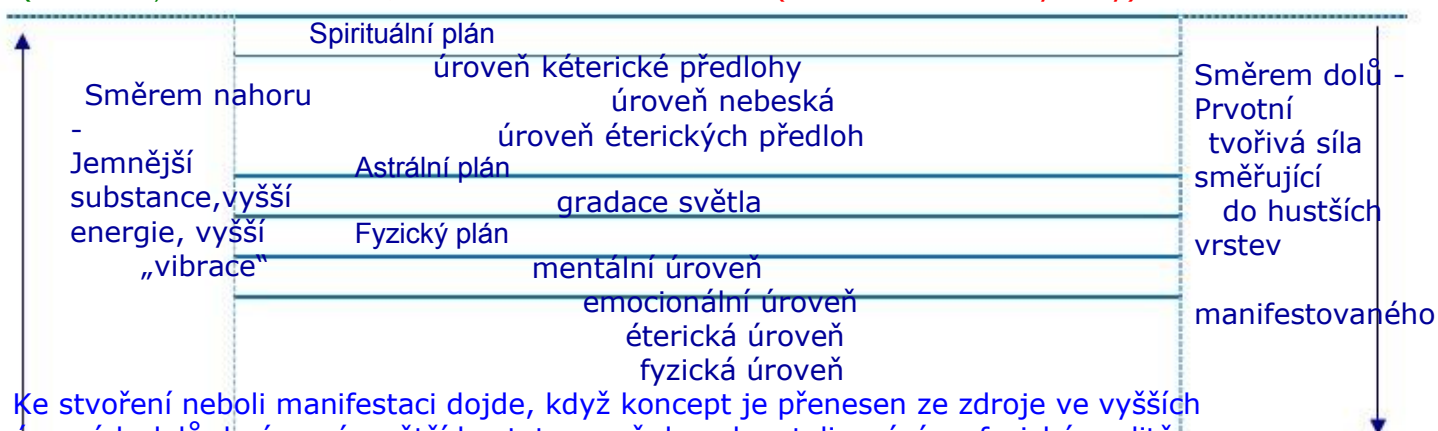 Spirituální plán
úroveň kéterické předlohy
úroveň nebeská
úroveň éterických předloh
Astrální plán
gradace světla
Fyzický plán
mentální úroveň
emocionální úroveň
éterická úroveň
fyzická úroveň
Směrem nahoru
-
Jemnější
substance,vyšší
energie, vyšší
„vibrace“
Směrem dolů -
Prvotní
tvořivá síla
směřující
do hustších
vrstev
manifestovaného
Ke stvoření neboli manifestaci dojde, když koncept je přenesen ze zdroje ve vyšších